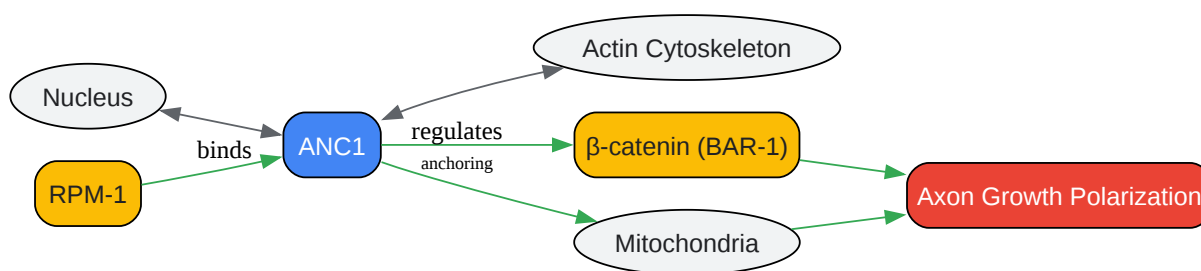 Actin Cytoskeleton
Nucleus
binds
ANC1
regulates
anchoring
β-catenin (BAR-1)
RPM-1
Axon Growth Polarization
Mitochondria